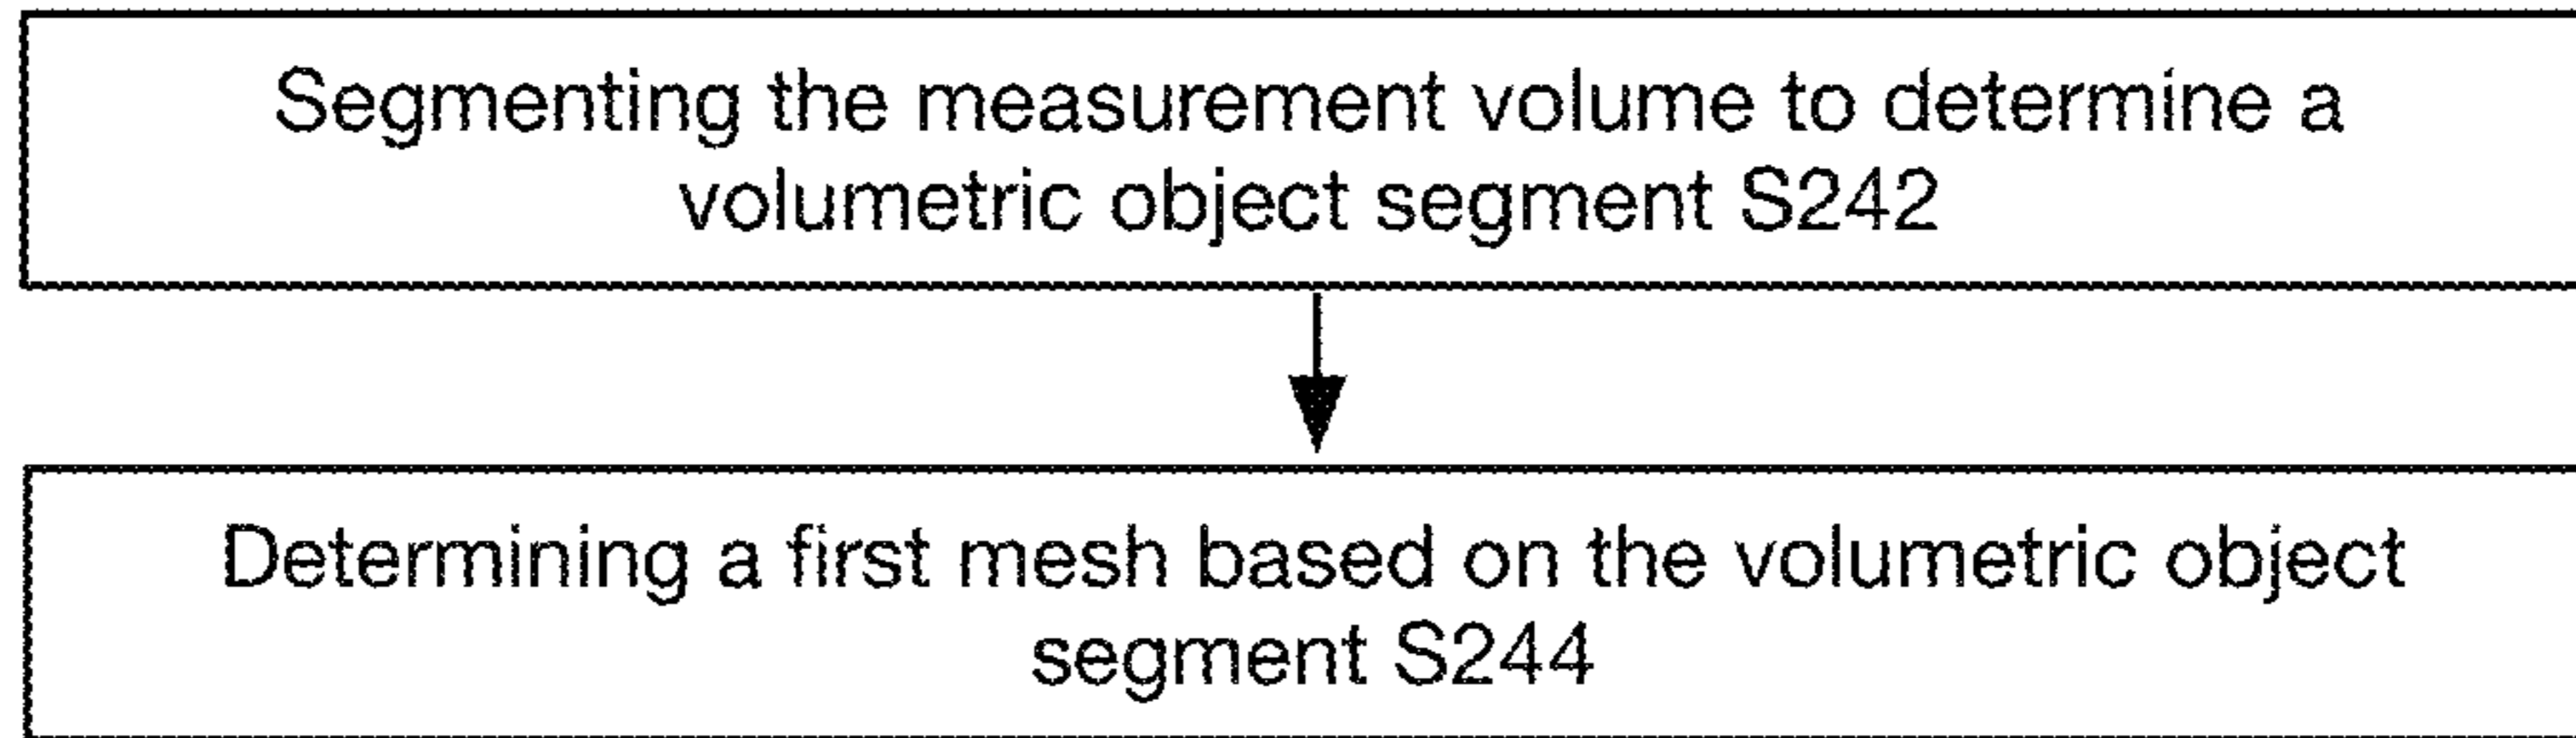 Segmenting the measurement volume to determine a
volumetric object segment S242
Determining a first mesh based on the volumetric object
segment S244